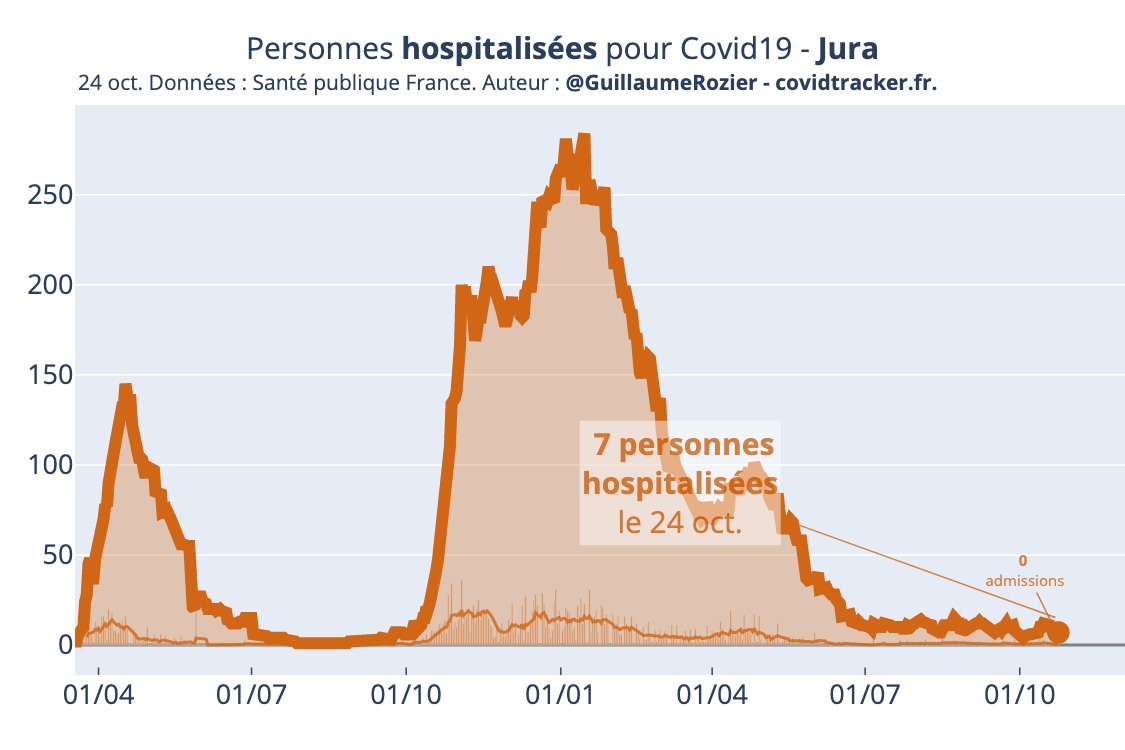 Personnes hospitalisées pour Covid19 - Jura
24 oct. Données : Santé publique France. Auteur : @GuillaumeRozier - covidtracker.fr.
250
200
150
100
50
0
7 personnes
hospitalisées
le 24 oct.
0
admissions
01/04 01/07 01/10 01/01 01/04 01/07 01/10